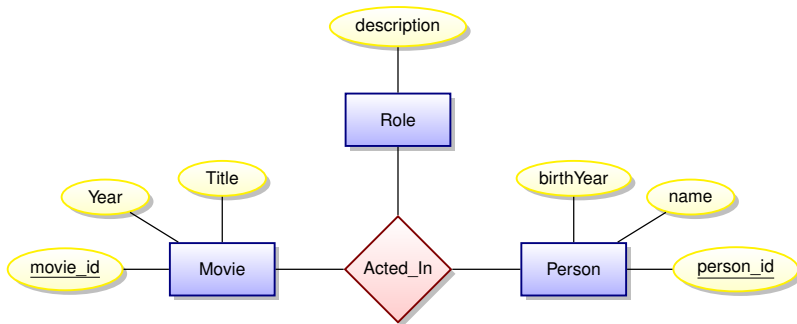 description
Role
Title
birthYear
Year
name
movie_id
Movie
Acted_In
Person
person_id